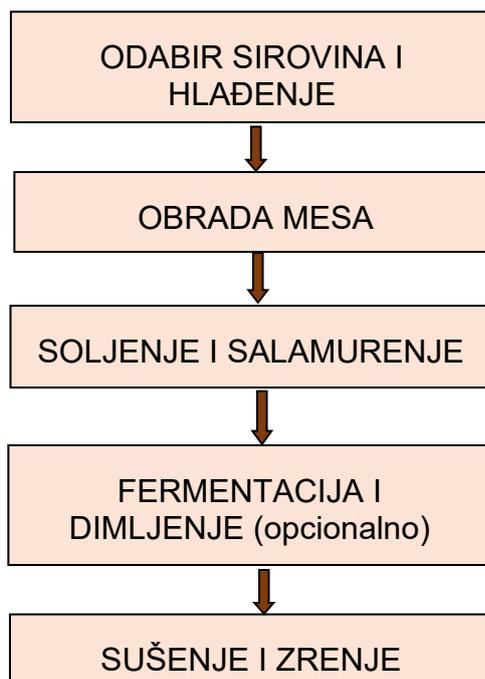 ODABIR SIROVINA I
HLAĐENJE
OBRADA MESA
SOLJENJE I SALAMURENJE
FERMENTACIJA I
DIMLJENJE (opcionalno)
SUŠENJE I ZRENJE